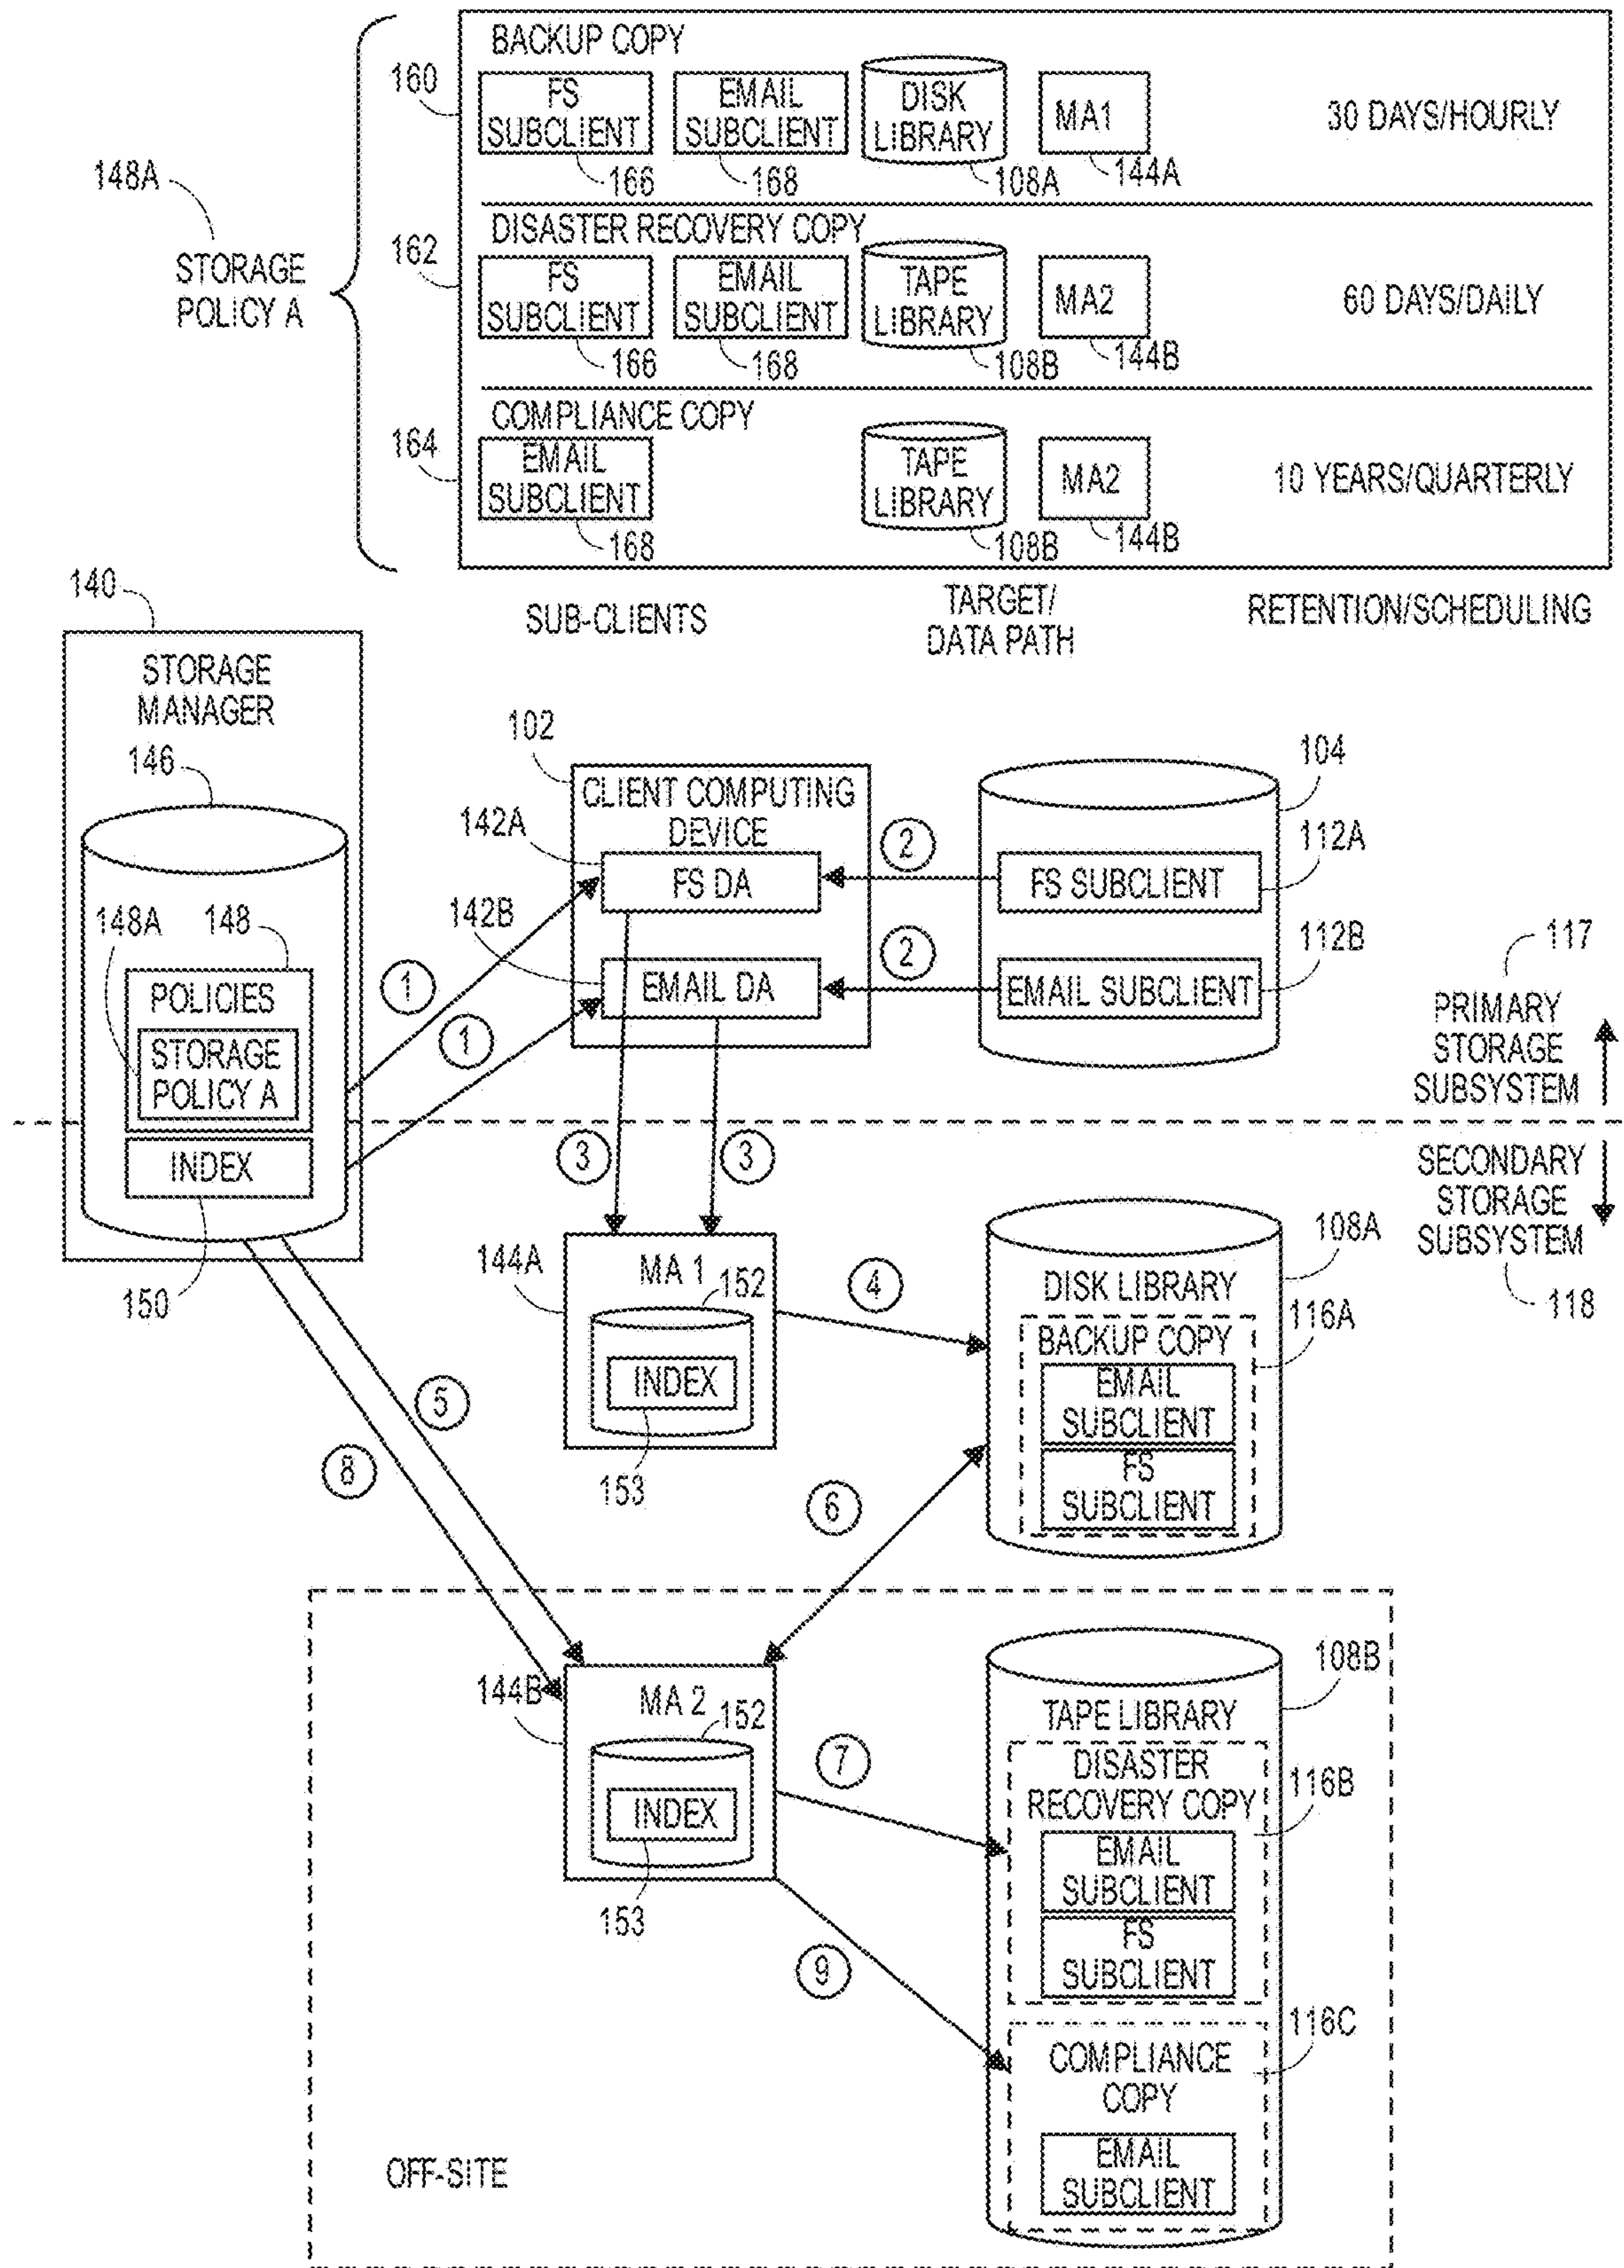 BACKUP COPY
160
FS
SUBCLIENT
166
EMAIL
SUBCLIENT
168
DISK
LIBRARY
108A
MA1
144A
30 DAYS/HOURLY
148A
STORAGE
POLICY A
DISASTER RECOVERY COPY
162
FS
SUBCLIENT
166
EMAIL
SUBCLIENT
168
TAPE
LIBRARY
108B
MA2
144B
60 DAYS/DAILY
COMPLIANCE COPY
164
EMAIL
SUBCLIENT
168
TAPE
LIBRARY
108B
MA2
144B
10 YEARS/QUARTERLY
SUB-CLIENTS
TARGET/
DATA PATH
RETENTION/SCHEDULING
140
STORAGE
MANAGER
146
148A
148
POLICIES
STORAGE
POLICY A
INDEX
150
102
CLIENT COMPUTING
DEVICE
142A
FS DA
142B
EMAIL DA
1
1
2
2
104
112A
FS SUBCLIENT
112B
EMAIL SUBCLIENT
117
PRIMARY
STORAGE
SUBSYSTEM
SECONDARY
STORAGE
SUBSYSTEM
118
3
3
144A
MA 1
152
INDEX
153
4
108A
DISK LIBRARY
116A
BACKUP COPY
EMAIL
SUBCLIENT
FS
SUBCLIENT
5
8
6
144B
MA 2
152
INDEX
153
7
9
108B
TAPE LIBRARY
DISASTER
RECOVERY COPY
116B
EMAIL
SUBCLIENT
FS
SUBCLIENT
116C
COMPLIANCE
COPY
EMAIL
SUBCLIENT
OFF-SITE